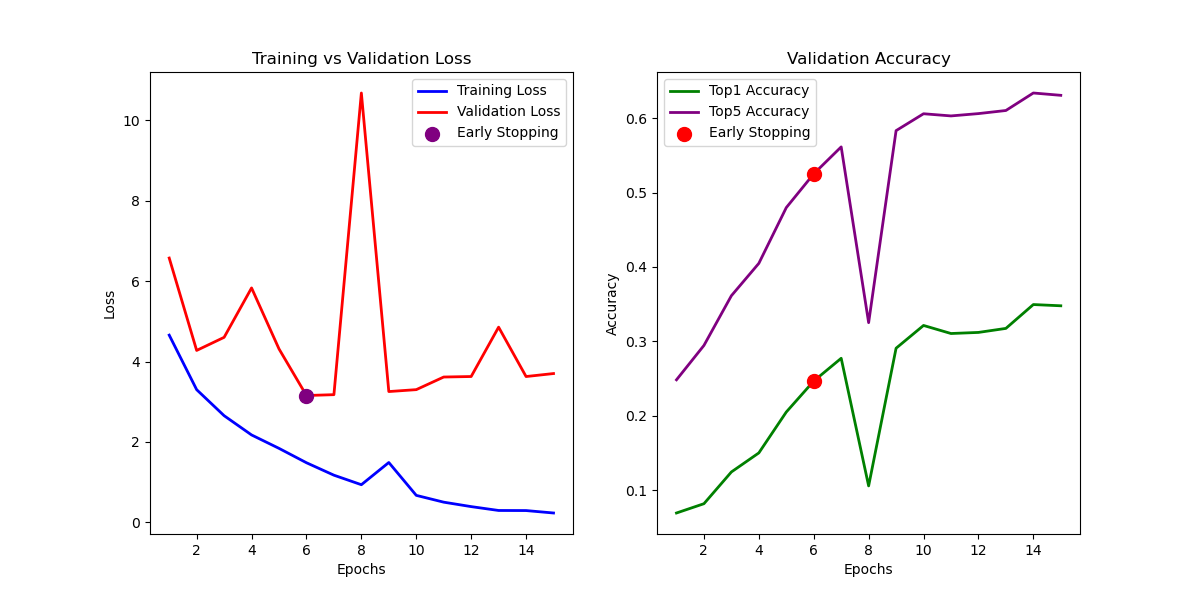 Training vs Validation Loss
Training Loss
Validation Loss
Early Stopping
10
8
6
4
2
0
Loss
2 4 6 8 10 12 14
Epochs
Validation Accuracy
Top1 Accuracy
Top5 Accuracy
Early Stopping
0.6
0.5
0.4
0.3
0.2
0.1
Accuracy
2 4 6 8 10 12 14
Epochs